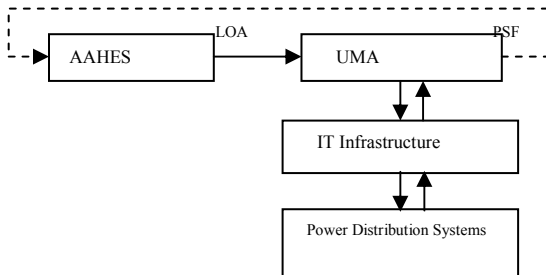 LOA
PSF
AAHES
UMA
IT Infrastructure
Power Distribution Systems